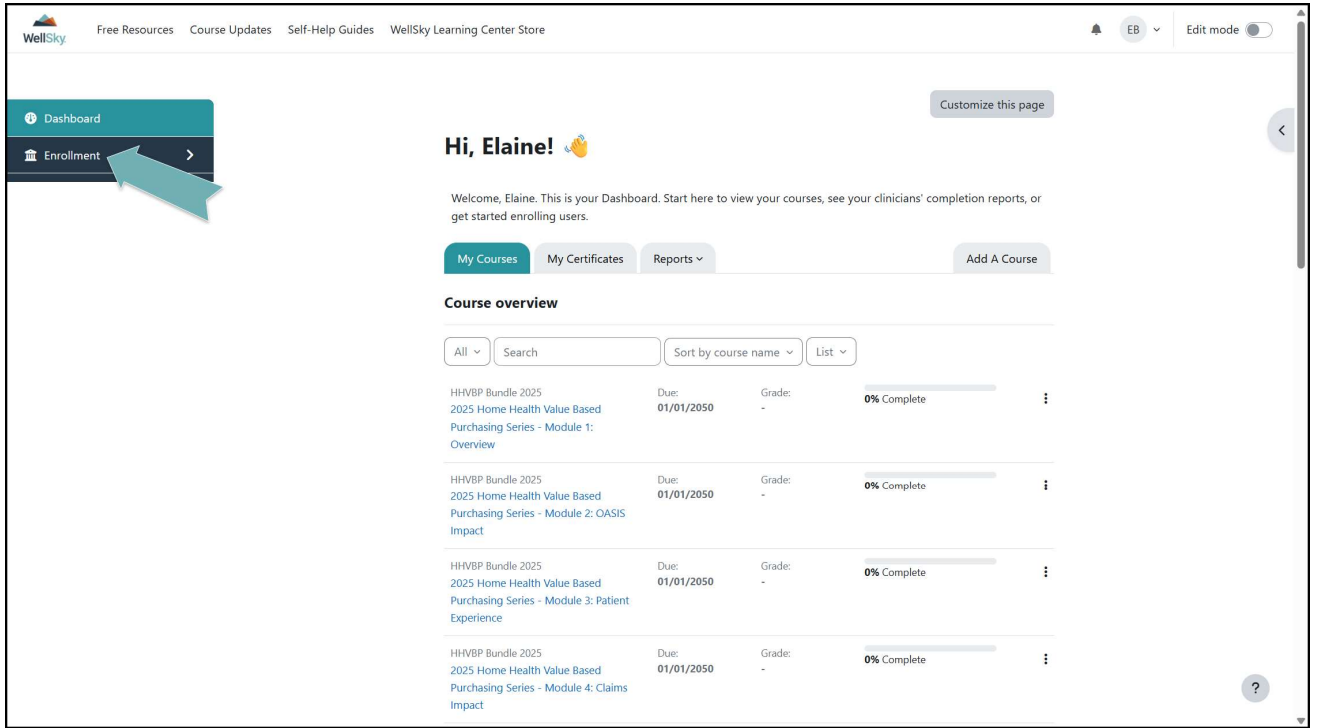 WellSky
Free Resources Course Updates Self-Help Guides WellSky Learning Center Store
EB
Edit mode
Dashboard
Enrollment
Customize this page
Hi, Elaine! 👋
Welcome, Elaine. This is your Dashboard. Start here to view your courses, see your clinicians' completion reports, or
get started enrolling users.
My Courses My Certificates Reports Add A Course
Course overview
All Search Sort by course name List
HHVBP Bundle 2025
2025 Home Health Value Based
Purchasing Series - Module 1:
Overview
Due:
01/01/2050
Grade:
-
0% Complete
HHVBP Bundle 2025
2025 Home Health Value Based
Purchasing Series - Module 2: OASIS
Impact
Due:
01/01/2050
Grade:
-
0% Complete
HHVBP Bundle 2025
2025 Home Health Value Based
Purchasing Series - Module 3: Patient
Experience
Due:
01/01/2050
Grade:
-
0% Complete
HHVBP Bundle 2025
2025 Home Health Value Based
Purchasing Series - Module 4: Claims
Impact
Due:
01/01/2050
Grade:
-
0% Complete
?